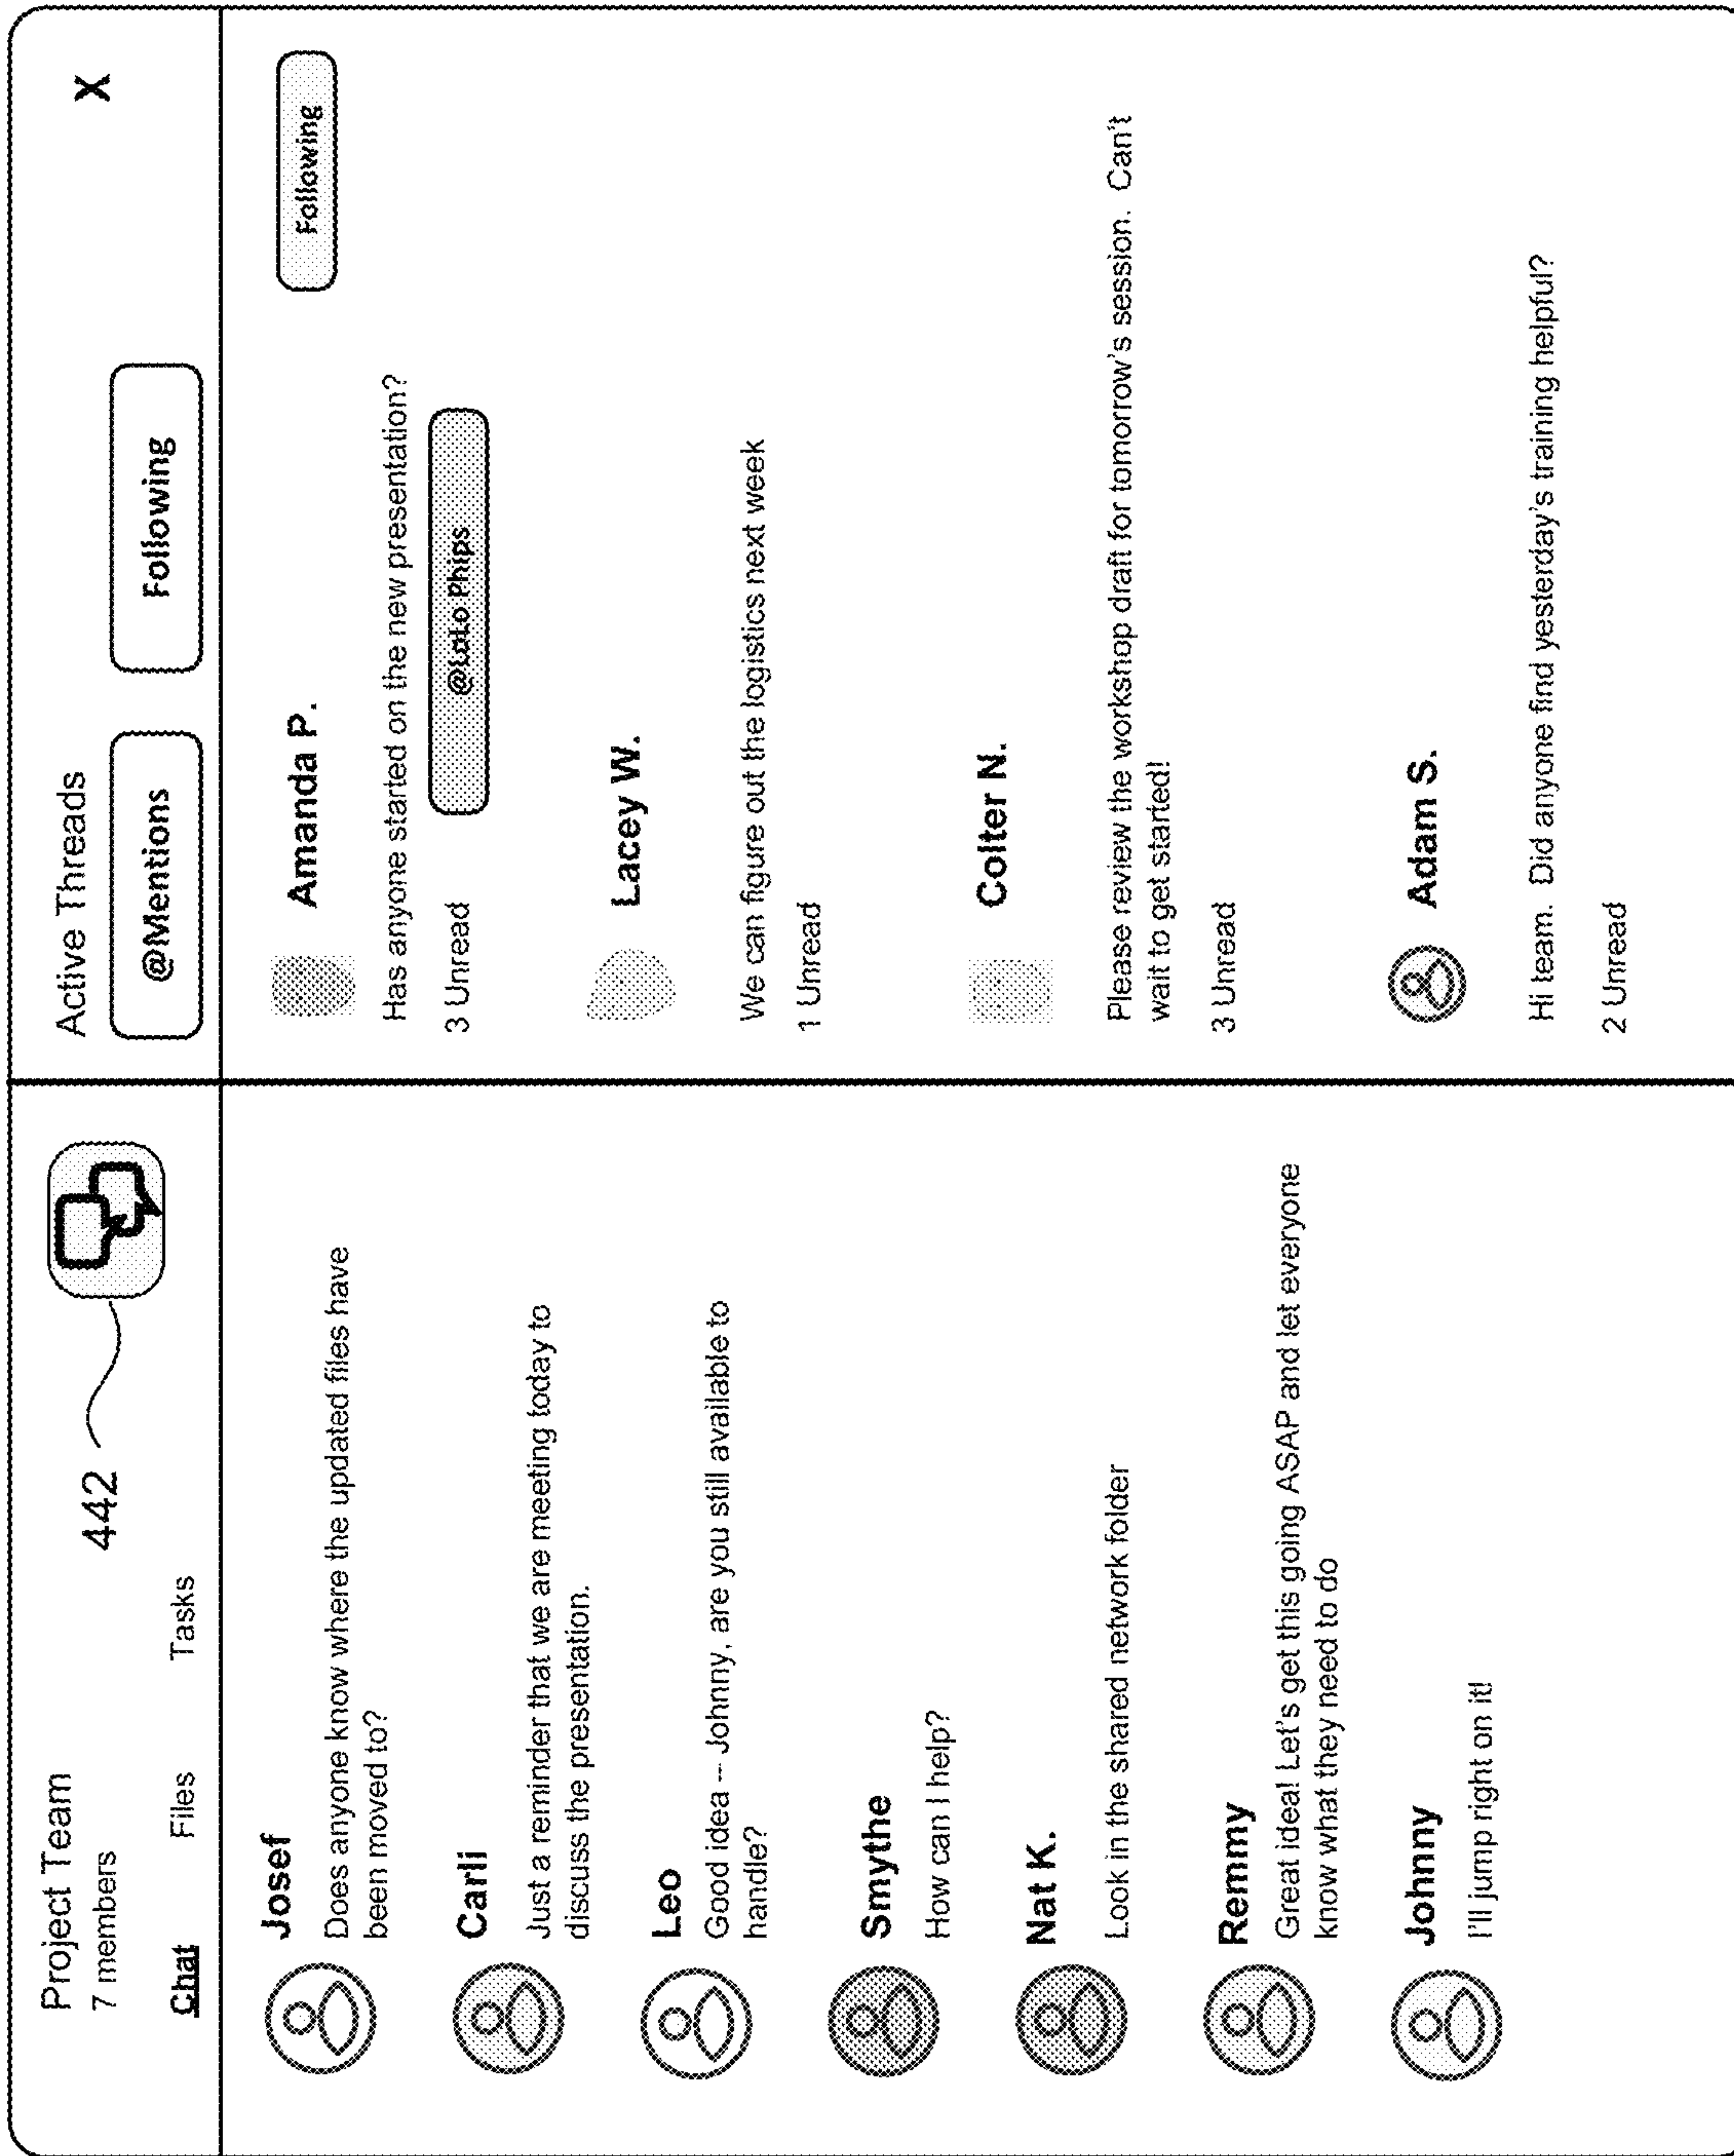 Project Team
7 members
442
Chat
Files
Tasks
Josef
Does anyone know where the updated files have
been moved to?
Carli
Just a reminder that we are meeting today to
discuss the presentation.
Leo
Good idea -- Johnny, are you still available to
handle?
Smythe
How can I help?
Nat K.
Look in the shared network folder
Remmy
Great idea! Let's get this going ASAP and let everyone
know what they need to do
Johnny
I'll jump right on it!
Active Threads
X
@Mentions
Following
Amanda P.
Following
Has anyone started on the new presentation?
3 Unread
@LoLo Phips
Lacey W.
We can figure out the logistics next week
1 Unread
Colter N.
Please review the workshop draft for tomorrow's session. Can't
wait to get started!
3 Unread
Adam S.
Hi team. Did anyone find yesterday's training helpful?
2 Unread